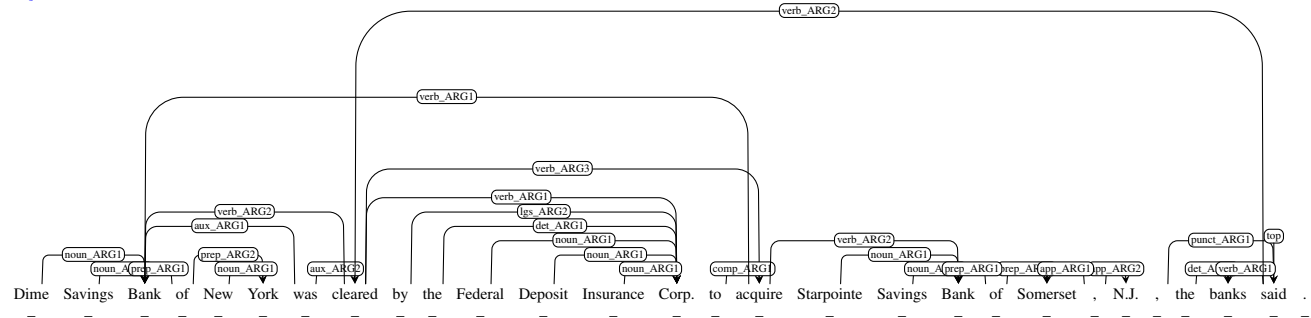 verb_ARG2
verb_ARG1
verb_ARG3
verb_ARG1
verb_ARG2 lgs_ARG2
aux_ARG1 det_ARG1
noun_ARG1 verb_ARG2 punct_ARG1 top
noun_ARG1 prep_ARG2 noun_ARG1 noun_ARG1
prep_ARG1 noun_ARG1 aux_ARG2 noun_ARG1 comp_ARG1 prep_ARG1 app_ARG1 verb_ARG1
Dime Savings Bank of New York was cleared by the Federal Deposit Insurance Corp. to acquire Starpointe Savings Bank of Somerset , N.J. , the banks said .